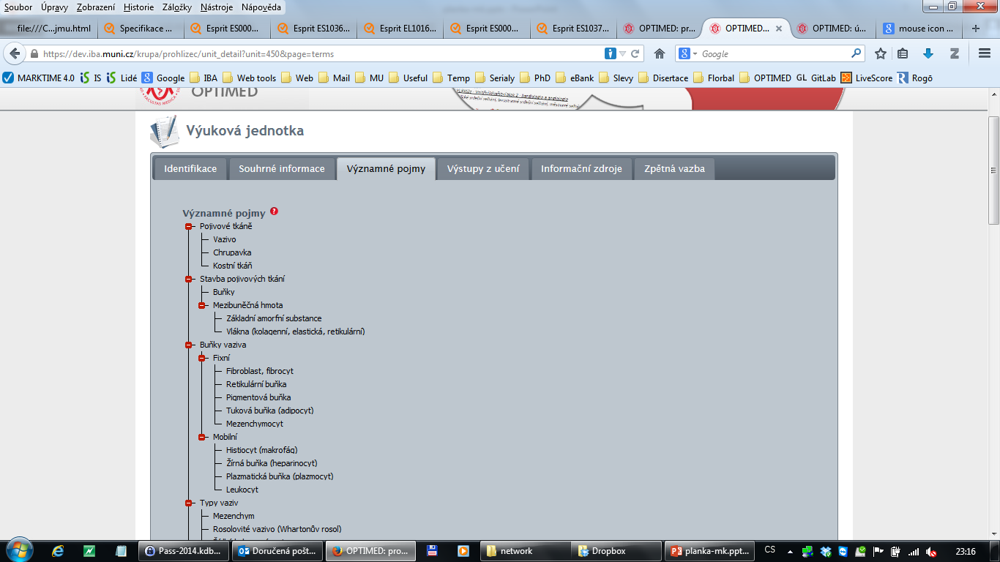 Soubor Úpravy Zobrazení Historie Záložky Nástroje Nápověda
file:///C...jmu.html Specifikace ... Esprit ES000... Esprit ES1036... Esprit EL1016... Esprit ES000... Esprit ES1037... OPTIMED: pr... OPTIMED... OPTIMED: ú... mouse icon ...
https://dev.iba.muni.cz/krupa/prohlizec/unit_detail?unit=450&page=terms Google
MARKTIME 4.0 IS Lidé Google IBA Web tools Web Mail MU Useful Temp Serialy PhD eBank Slevy Disertace Florbal OPTIMED GL GitLab LiveScore Rogō
OPTIMED
Výuková jednotka
Identifikace Souhrné informace Významné pojmy Výstupy z učení Informační zdroje Zpětná vazba
Významné pojmy ?
Pojivové tkáně
Vazivo
Chrupavka
Kostní tkáň
Stavba pojivových tkání
Buňky
Mezibuněčná hmota
Základní amorfní substance
Vlákna (kolagenní, elastická, retikulární)
Buňky vaziva
Fixní
Fibroblast, fibrocyt
Retikulární buňka
Pigmentová buňka
Tuková buňka (adipocyt)
Mezenchymocyt
Mobilní
Histiocyt (makrofág)
Žírná buňka (heparinocyt)
Plazmatická buňka (plazmocyt)
Leukocyt
Typy vaziv
Mezenchym
Rosolovité vazivo (Whartonův rosol)
Pass-2014.kdb... Doručená pošt... OPTIMED: pro... network Dropbox planka-mk.ppt... CS 23:16